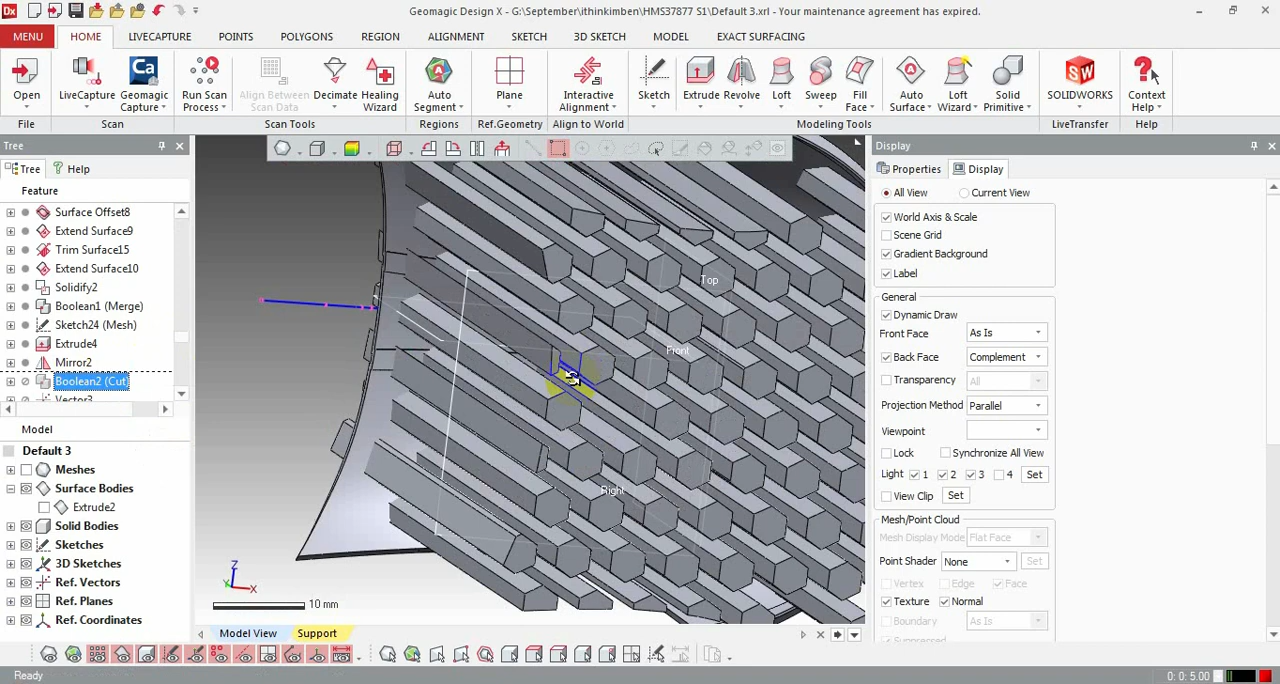 Geomagic Design X - G:\September\ithinkimben\HMS37877 S1\Default 3.xrl - Your maintenance agreement has expired.
MENU HOME LIVECAPTURE POINTS POLYGONS REGION ALIGNMENT SKETCH 3D SKETCH MODEL EXACT SURFACING
Open LiveCapture Geomagic Capture Run Scan Process Align Between Scan Data Decimate Healing Wizard Auto Segment Plane Interactive Alignment Sketch Extrude Revolve Loft Sweep Fill Face Auto Surface Loft Wizard Solid Primitive SOLIDWORKS Context Help
File Scan Scan Tools Regions Ref.Geometry Align to World Modeling Tools LiveTransfer Help
Tree
Tree Help
Feature
Surface Offset8
Extend Surface9
Trim Surface15
Extend Surface10
Solidify2
Boolean1 (Merge)
Sketch24 (Mesh)
Extrude4
Mirror2
Boolean2 (Cut)
Vector3
Model
Default 3
Meshes
Surface Bodies
Extrude2
Solid Bodies
Sketches
3D Sketches
Ref. Vectors
Ref. Planes
Ref. Coordinates
Top
Front
Right
Z
Y
X
10 mm
Model View Support
Display
Properties Display
All View Current View
World Axis & Scale
Scene Grid
Gradient Background
Label
General
Dynamic Draw
Front Face As Is
Back Face Complement
Transparency All
Projection Method Parallel
Viewpoint
Lock Synchronize All View
Light 1 2 3 4 Set
View Clip Set
Mesh/Point Cloud
Mesh Display Mode Flat Face
Point Shader None Set
Vertex Edge Face
Texture Normal
Boundary As Is
Ready
0: 0: 5.00